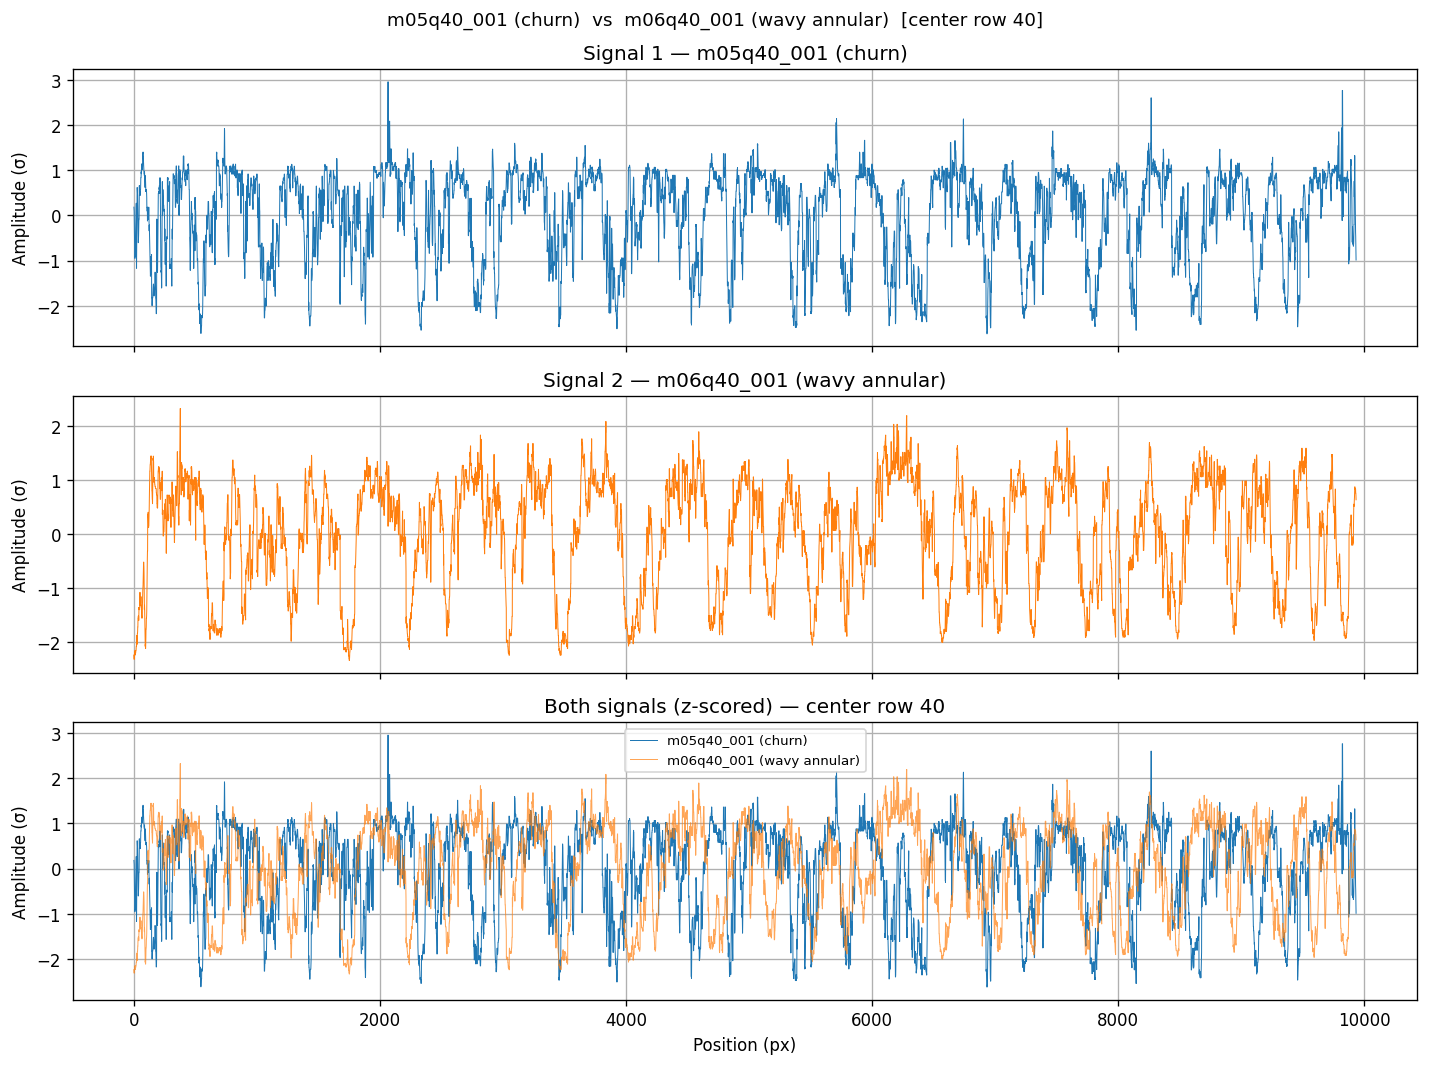 m05q40_001 (churn)  vs  m06q40_001 (wavy annular)  [center row 40]
Signal 1 — m05q40_001 (churn)
Amplitude (σ)
3
2
1
0
−1
−2
Signal 2 — m06q40_001 (wavy annular)
Amplitude (σ)
2
1
0
−1
−2
Both signals (z-scored) — center row 40
Amplitude (σ)
3
2
1
0
−1
−2
m05q40_001 (churn)
m06q40_001 (wavy annular)
0 2000 4000 6000 8000 10000
Position (px)